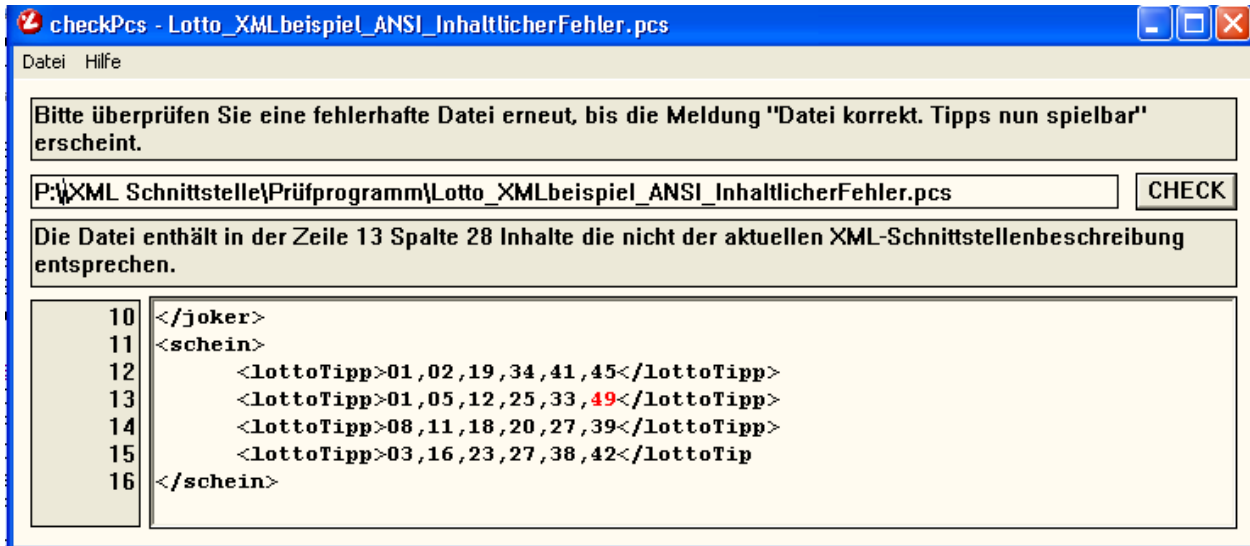 checkPcs - Lotto_XMLbeispiel_ANSI_InhaltlicherFehler.pcs
Datei Hilfe
Bitte überprüfen Sie eine fehlerhafte Datei erneut, bis die Meldung "Datei korrekt. Tipps nun spielbar"
erscheint.
P:\XML Schnittstelle\Prüfprogramm\Lotto_XMLbeispiel_ANSI_InhaltlicherFehler.pcs CHECK
Die Datei enthält in der Zeile 13 Spalte 28 Inhalte die nicht der aktuellen XML-Schnittstellenbeschreibung
entsprechen.
10 </joker>
11 <schein>
12 <lottoTipp>01,02,19,34,41,45</lottoTipp>
13 <lottoTipp>01,05,12,25,33,49</lottoTipp>
14 <lottoTipp>08,11,18,20,27,39</lottoTipp>
15 <lottoTipp>03,16,23,27,38,42</lottoTip
16 </schein>